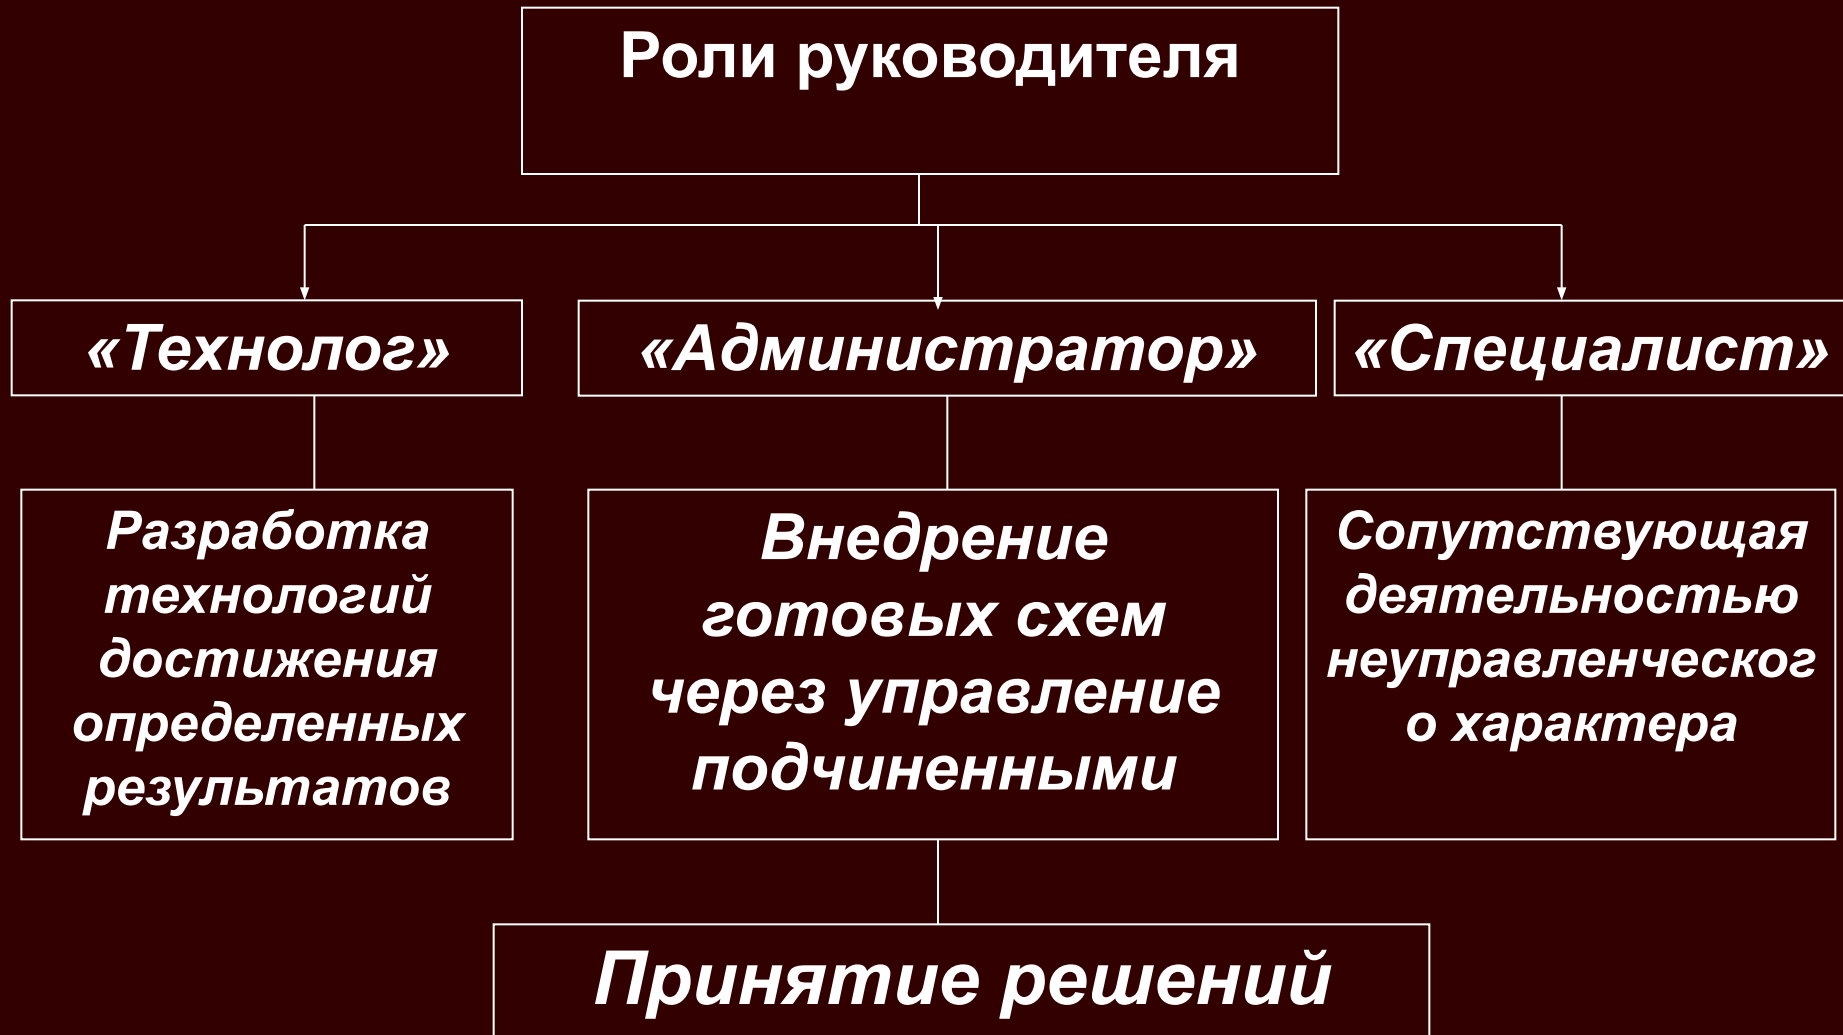 Роли руководителя
«Технолог»
«Администратор»
«Специалист»
Разработка
технологий
достижения
определенных
результатов
Внедрение
готовых схем
через управление
подчиненными
Сопутствующая
деятельностью
неуправленческог
о характера
Принятие решений